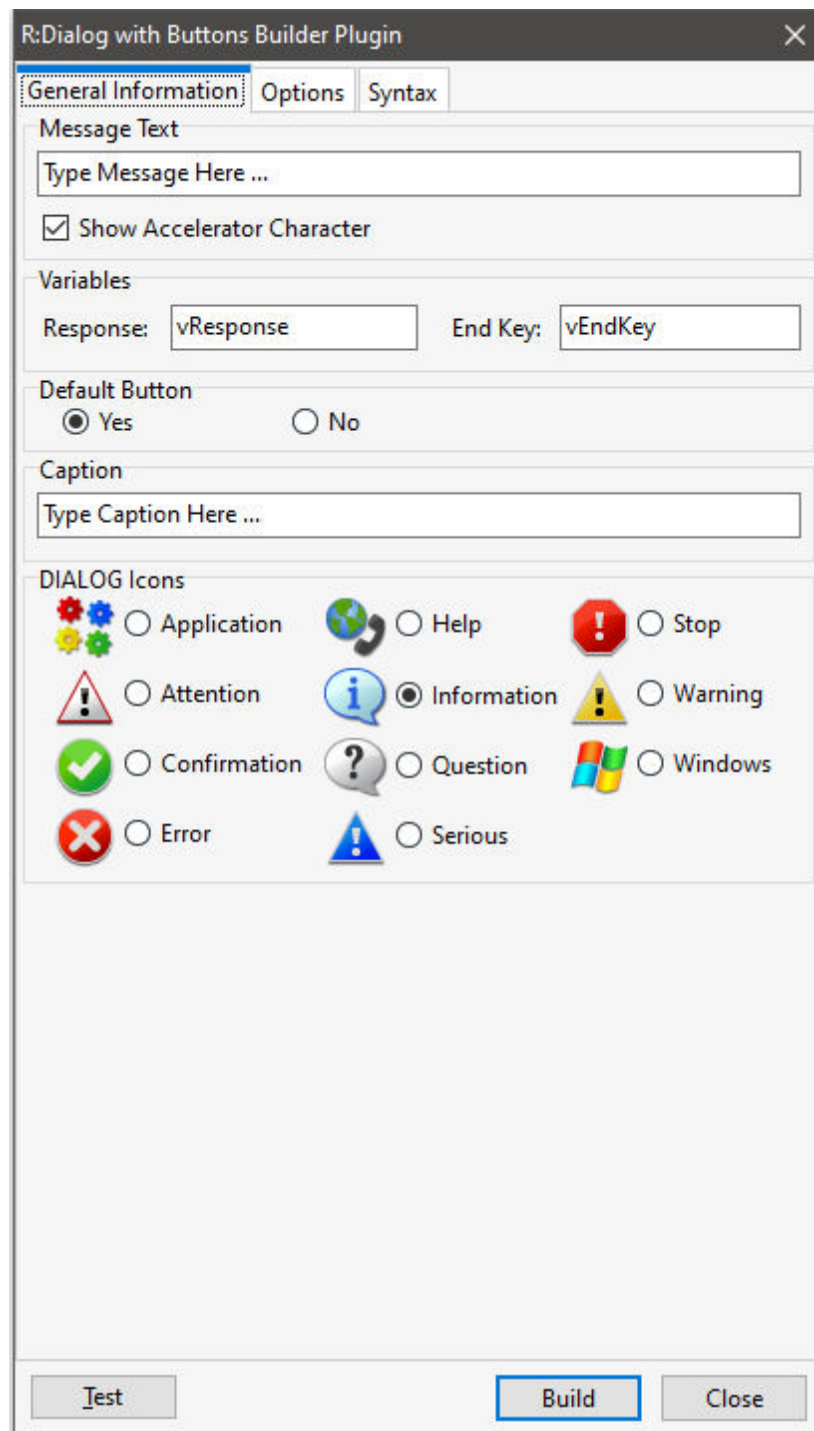 R:Dialog with Buttons Builder Plugin
General Information Options Syntax
Message Text
Type Message Here ...
Show Accelerator Character
Variables
Response: vResponse End Key: vEndKey
Default Button
Yes No
Caption
Type Caption Here ...
DIALOG Icons
Application Help Stop
Attention Information Warning
Confirmation Question Windows
Error Serious
Test Build Close